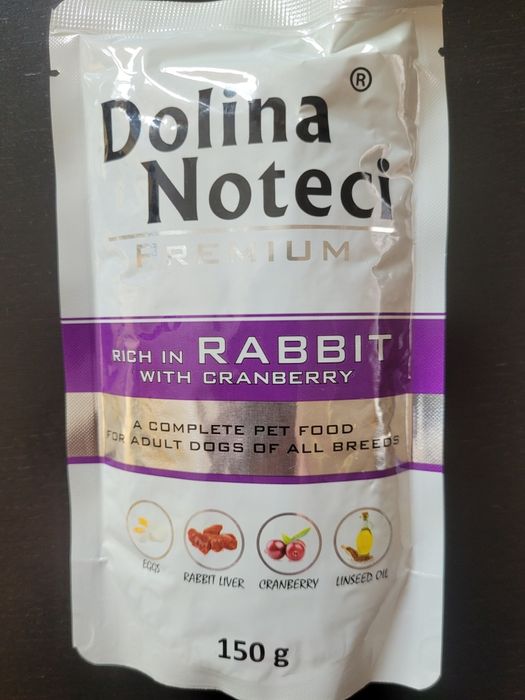 Dolina ®
Noteci
PREMIUM
RICH IN RABBIT
WITH CRANBERRY
A COMPLETE PET FOOD
FOR ADULT DOGS OF ALL BREEDS
EGGS
RABBIT LIVER
CRANBERRY
LINSEED OIL
150 g